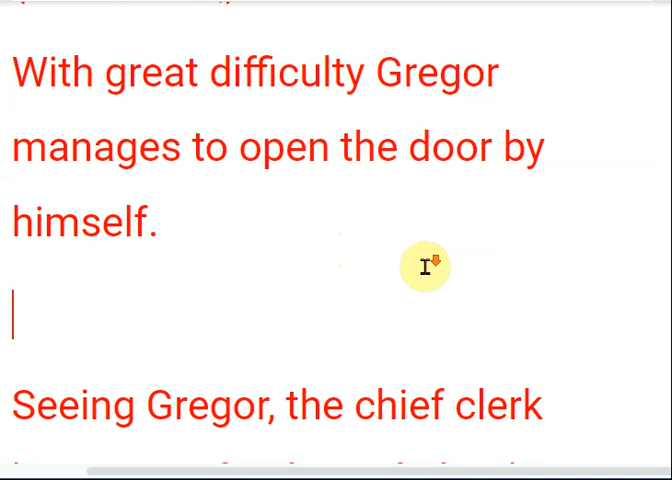 With great difficulty Gregor
manages to open the door by
himself.
Seeing Gregor, the chief clerk